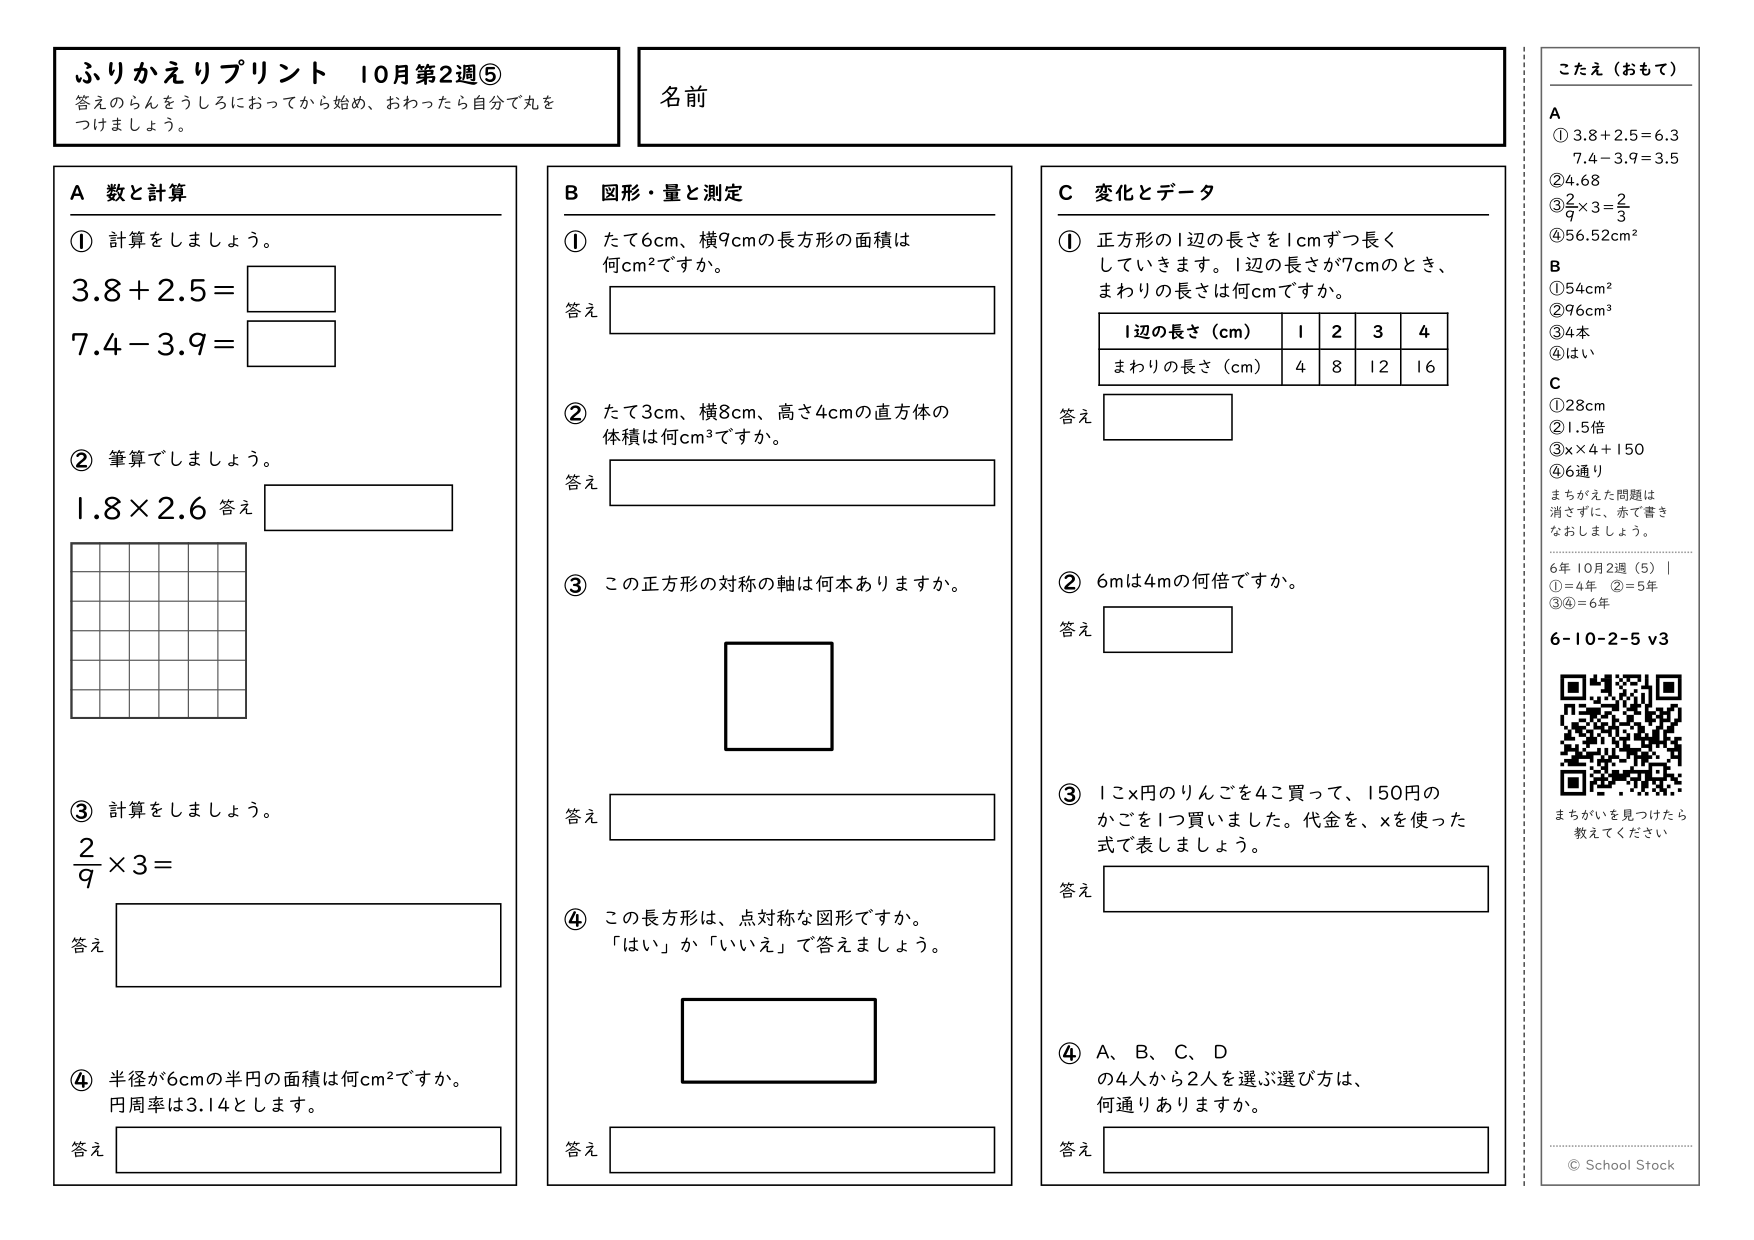 ふりかえりプリント　10月第2週⑤
答えのらんをうしろにおってから始め、おわったら自分で丸を
つけましょう。
名前
A　数と計算
① 計算をしましょう。
3.8＋2.5＝
7.4－3.9＝
② 筆算でしましょう。
1.8×2.6 答え
③ 計算をしましょう。
2/9×3＝
答え
④ 半径が6cmの半円の面積は何cm²ですか。
円周率は3.14とします。
答え
B　図形・量と測定
① たて6cm、横9cmの長方形の面積は
何cm²ですか。
答え
② たて3cm、横8cm、高さ4cmの直方体の
体積は何cm³ですか。
答え
③ この正方形の対称の軸は何本ありますか。
答え
④ この長方形は、点対称な図形ですか。
「はい」か「いいえ」で答えましょう。
答え
C　変化とデータ
① 正方形の1辺の長さを1cmずつ長く
していきます。1辺の長さが7cmのとき、
まわりの長さは何cmですか。
1辺の長さ（cm） 1 2 3 4
まわりの長さ（cm） 4 8 12 16
答え
② 6mは4mの何倍ですか。
答え
③ 1こx円のりんごを4こ買って、150円の
かごを1つ買いました。代金を、xを使った
式で表しましょう。
答え
④ A、 B、 C、 D
の4人から2人を選ぶ選び方は、
何通りありますか。
答え
こたえ（おもて）
A
① 3.8＋2.5＝6.3
7.4－3.9＝3.5
②4.68
③2/9×3＝2/3
④56.52cm²
B
①54cm²
②96cm³
③4本
④はい
C
①28cm
②1.5倍
③x×4＋150
④6通り
まちがえた問題は
消さずに、赤で書き
なおしましょう。
6年 10月2週（5）｜
①＝4年　②＝5年
③④＝6年
6-10-2-5 v3
まちがいを見つけたら
教えてください
© School Stock